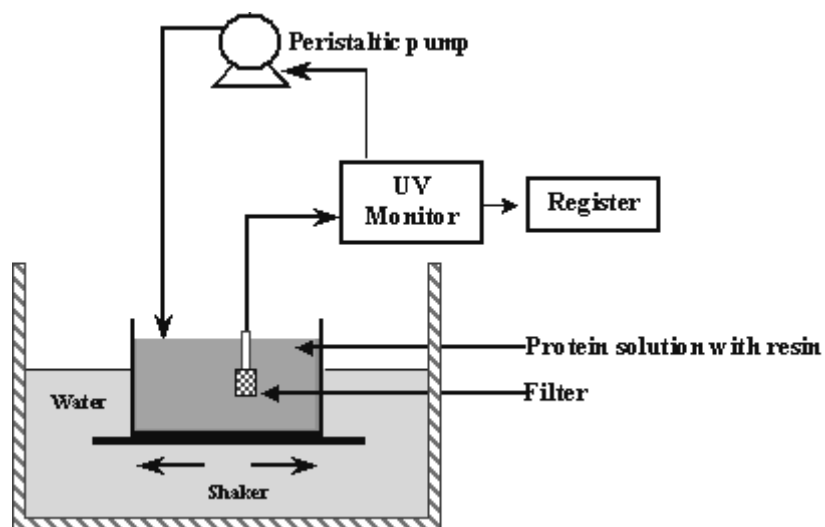 Peristaltic pump
UV
Monitor
Register
Protein solution with resin
Filter
Water
Shaker